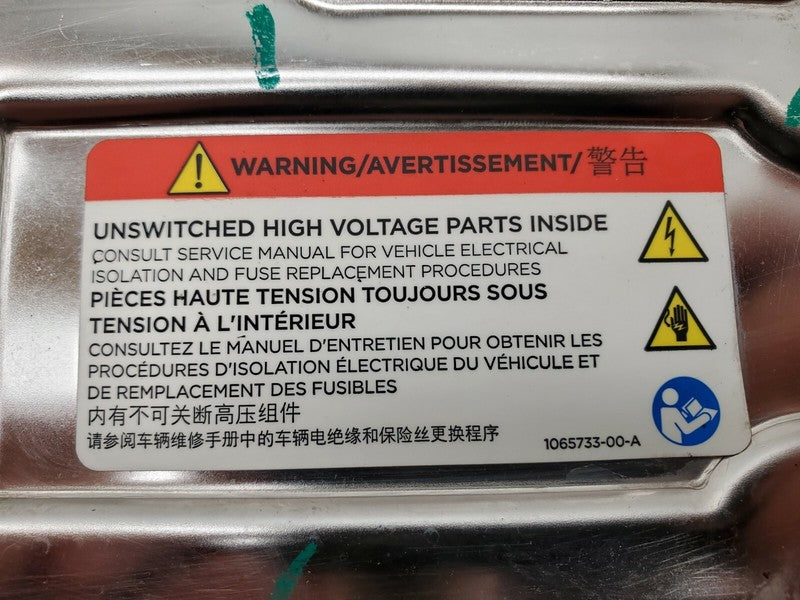 WARNING/AVERTISSEMENT/警告
UNSWITCHED HIGH VOLTAGE PARTS INSIDE
CONSULT SERVICE MANUAL FOR VEHICLE ELECTRICAL
ISOLATION AND FUSE REPLACEMENT PROCEDURES
PIÈCES HAUTE TENSION TOUJOURS SOUS
TENSION À L'INTÉRIEUR
CONSULTEZ LE MANUEL D'ENTRETIEN POUR OBTENIR LES
PROCÉDURES D'ISOLATION ÉLECTRIQUE DU VÉHICULE ET
DE REMPLACEMENT DES FUSIBLES
内有不可关断高压组件
请参阅车辆维修手册中的车辆电绝缘和保险丝更换程序
1065733-00-A